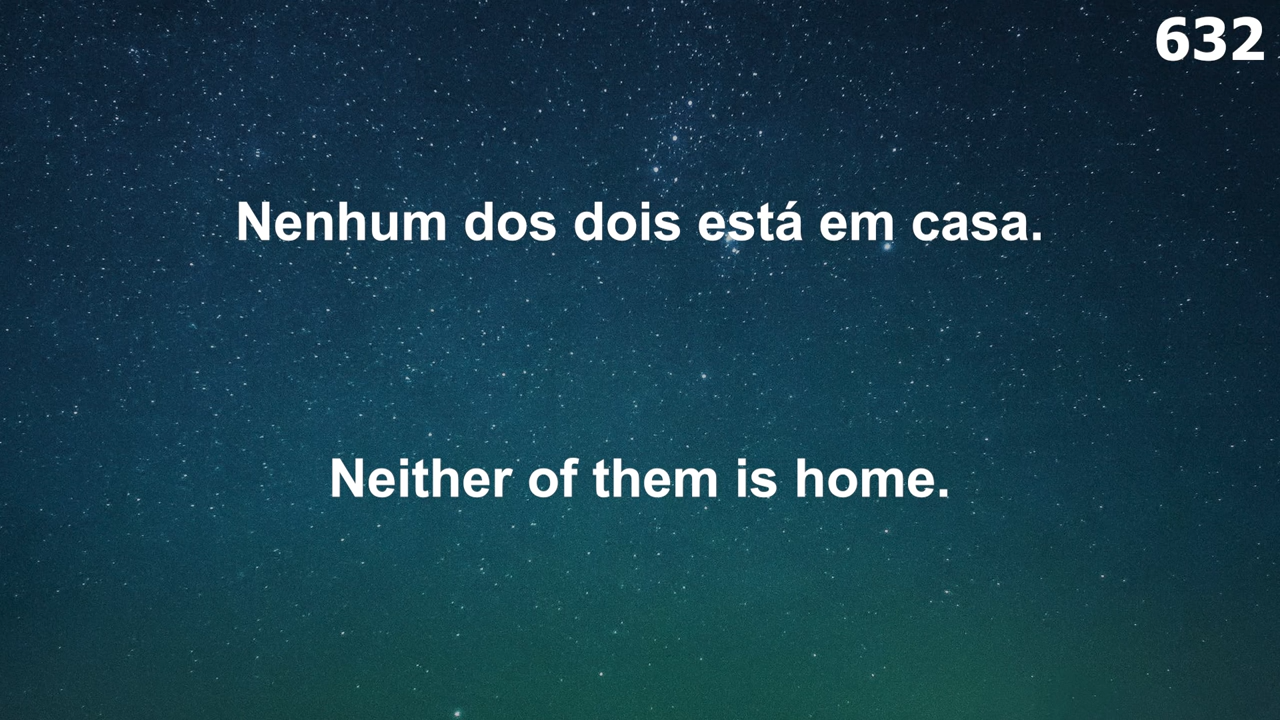 632
Nenhum dos dois está em casa.
Neither of them is home.